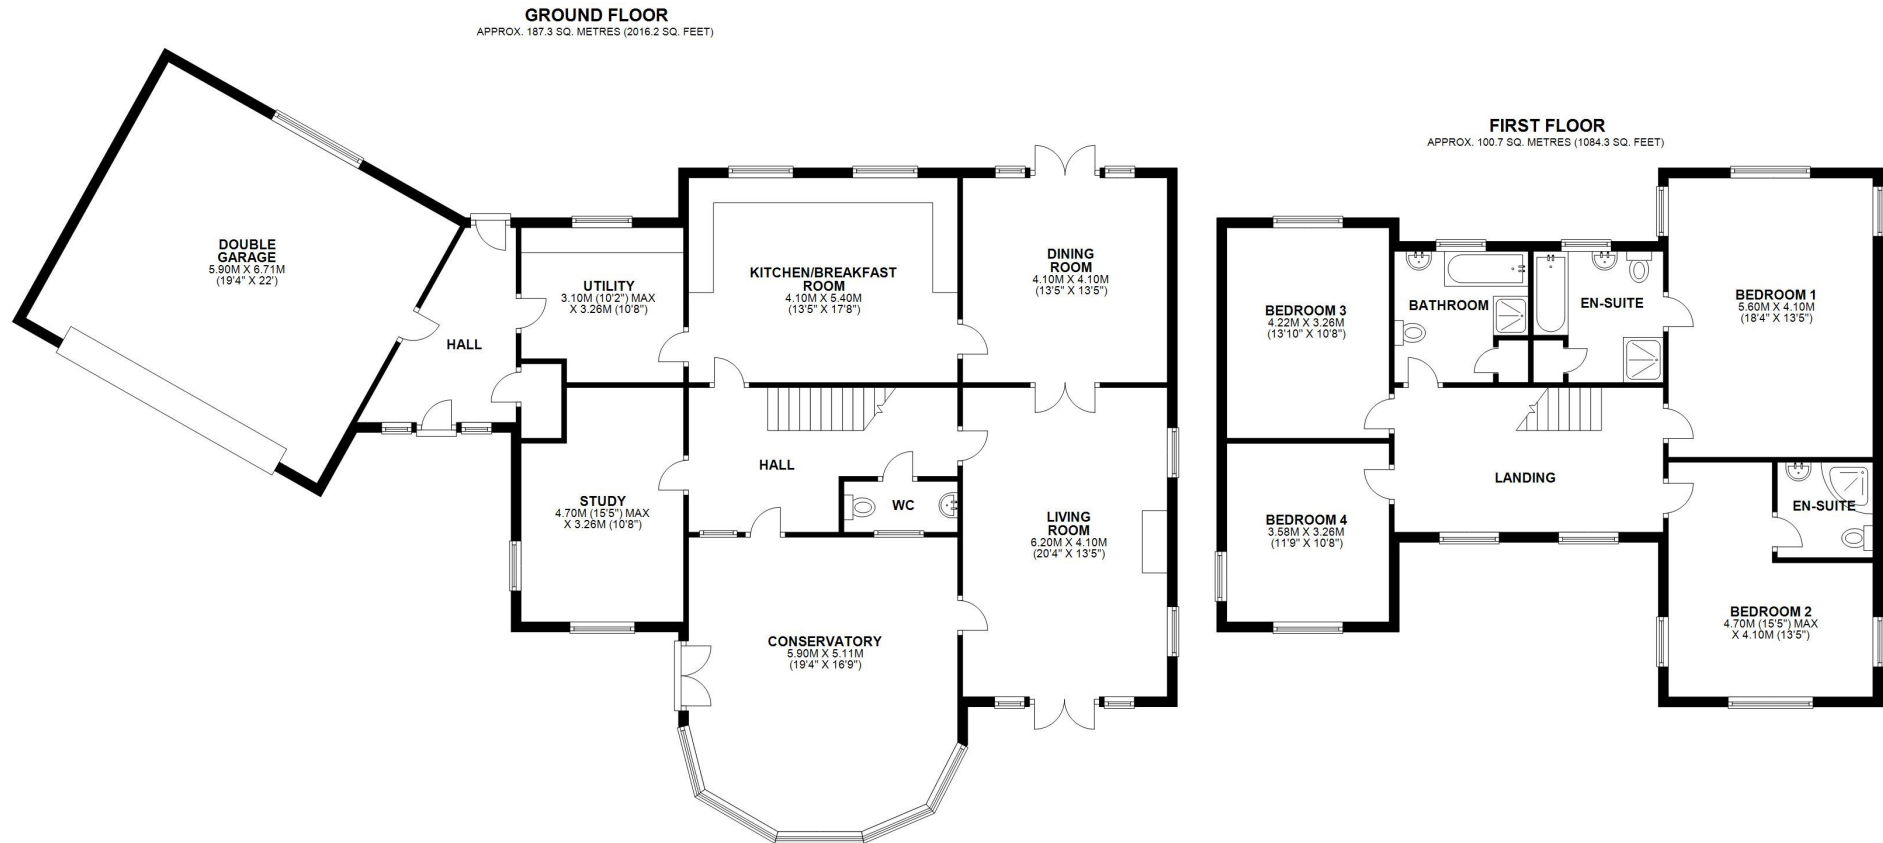 GROUND FLOOR
APPROX. 187.3 SQ. METRES (2016.2 SQ. FEET)
DOUBLE
GARAGE
5.90M X 6.71M
(19'4" X 22')
HALL
UTILITY
3.10M (10'2") MAX
X 3.26M (10'8")
KITCHEN/BREAKFAST
ROOM
4.10M X 5.40M
(13'5" X 17'8")
DINING
ROOM
4.10M X 4.10M
(13'5" X 13'5")
STUDY
4.70M (15'5") MAX
X 3.26M (10'8")
HALL
WC
LIVING
ROOM
6.20M X 4.10M
(20'4" X 13'5")
CONSERVATORY
5.90M X 5.11M
(19'4" X 16'9")
FIRST FLOOR
APPROX. 100.7 SQ. METRES (1084.3 SQ. FEET)
BEDROOM 3
4.22M X 3.26M
(13'10" X 10'8")
BATHROOM
EN-SUITE
BEDROOM 1
5.60M X 4.10M
(18'4" X 13'5")
BEDROOM 4
3.58M X 3.26M
(11'9" X 10'8")
LANDING
EN-SUITE
BEDROOM 2
4.70M (15'5") MAX
X 4.10M (13'5")